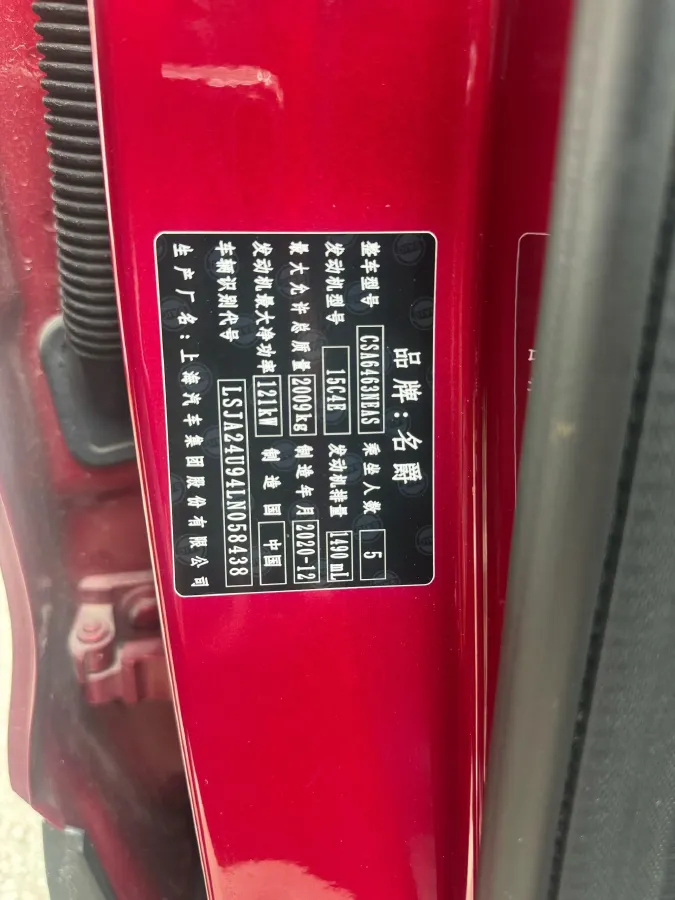 品牌:名爵
整车型号 CSA6463NEAS 乘坐人数 5
发动机型号 15C4E 发动机排量 1490 mL
最大允许总质量 2009kg 制造年月 2020-12
发动机最大净功率 121kW 制造国 中国
车辆识别代号 LSJA24U94LN058438
生产厂名:上海汽车集团股份有限公司